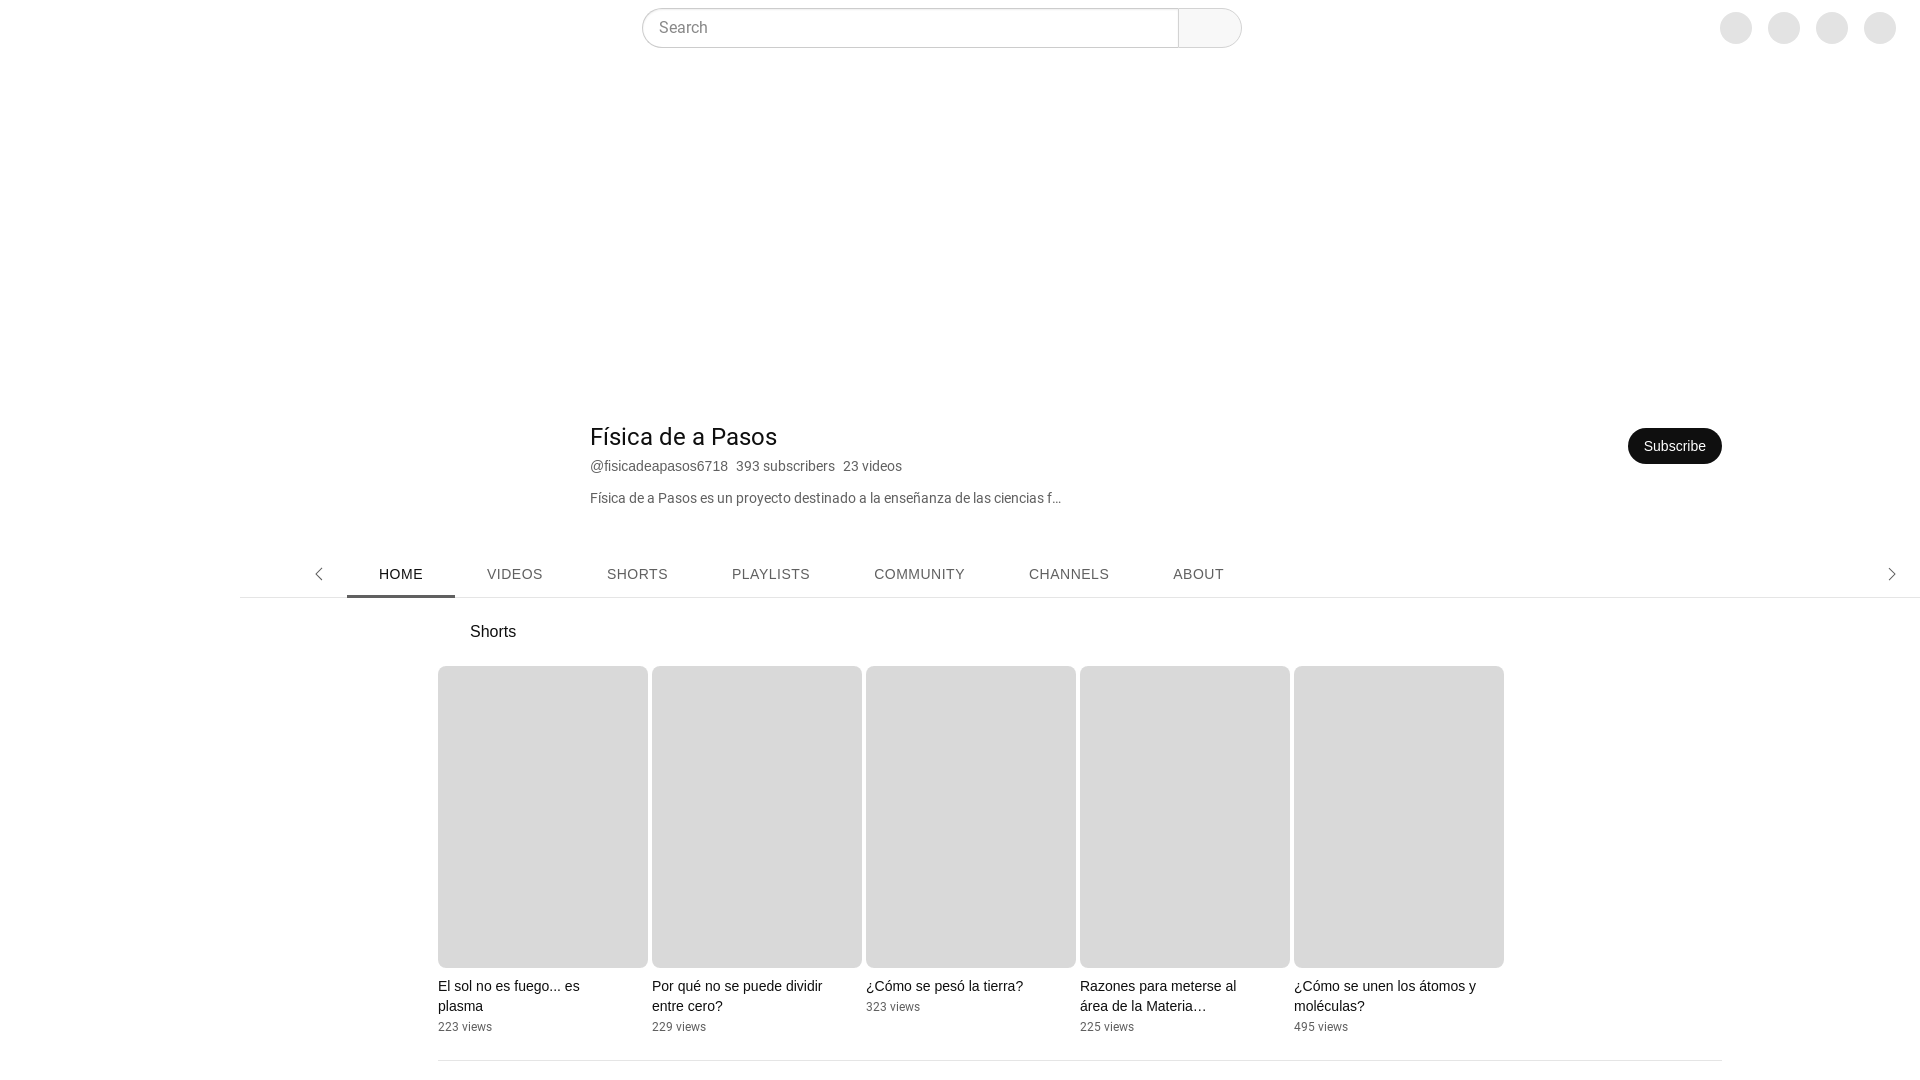 Search
Física de a Pasos
Subscribe
@fisicadeapasos6718 393 subscribers 23 videos
Física de a Pasos es un proyecto destinado a la enseñanza de las ciencias f...
HOME VIDEOS SHORTS PLAYLISTS COMMUNITY CHANNELS ABOUT
Shorts
El sol no es fuego... es
plasma
223 views
Por qué no se puede dividir
entre cero?
229 views
¿Cómo se pesó la tierra?
323 views
Razones para meterse al
área de la Materia…
225 views
¿Cómo se unen los átomos y
moléculas?
495 views